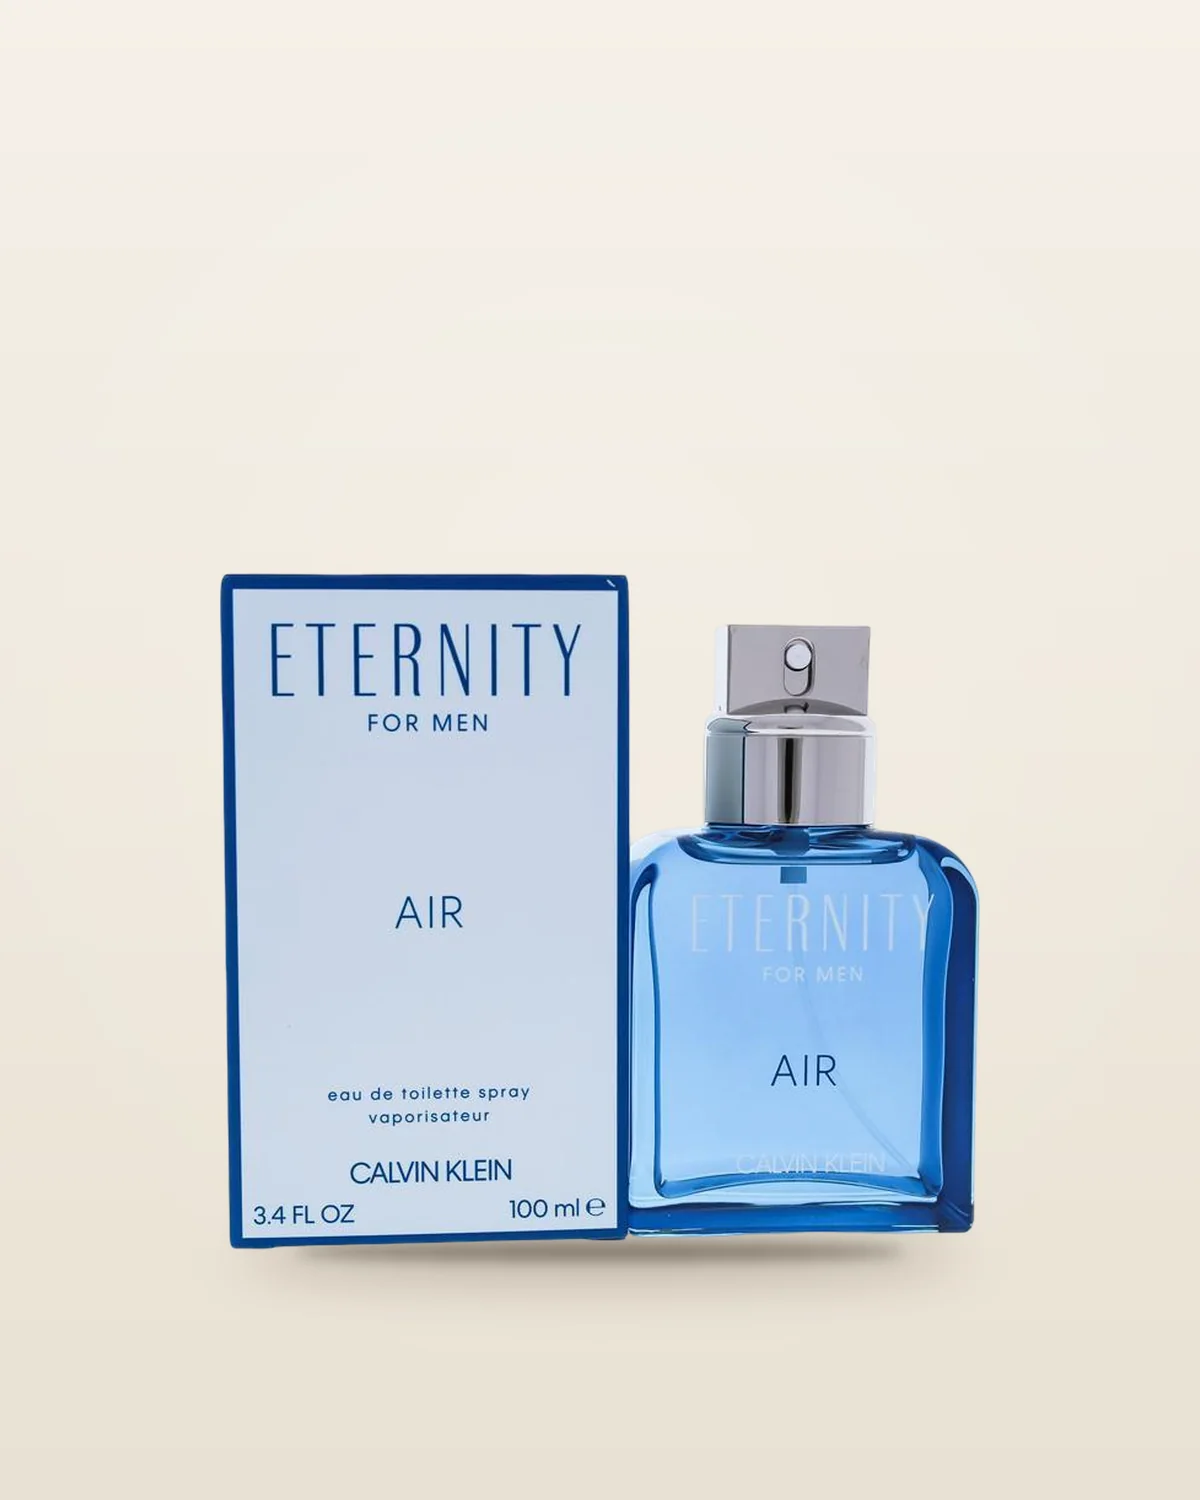 ETERNITY
FOR MEN
AIR
eau de toilette spray
vaporisateur
CALVIN KLEIN
3.4 FL OZ
100 ml ℮
ETERNITY
FOR MEN
AIR
CALVIN KLEIN